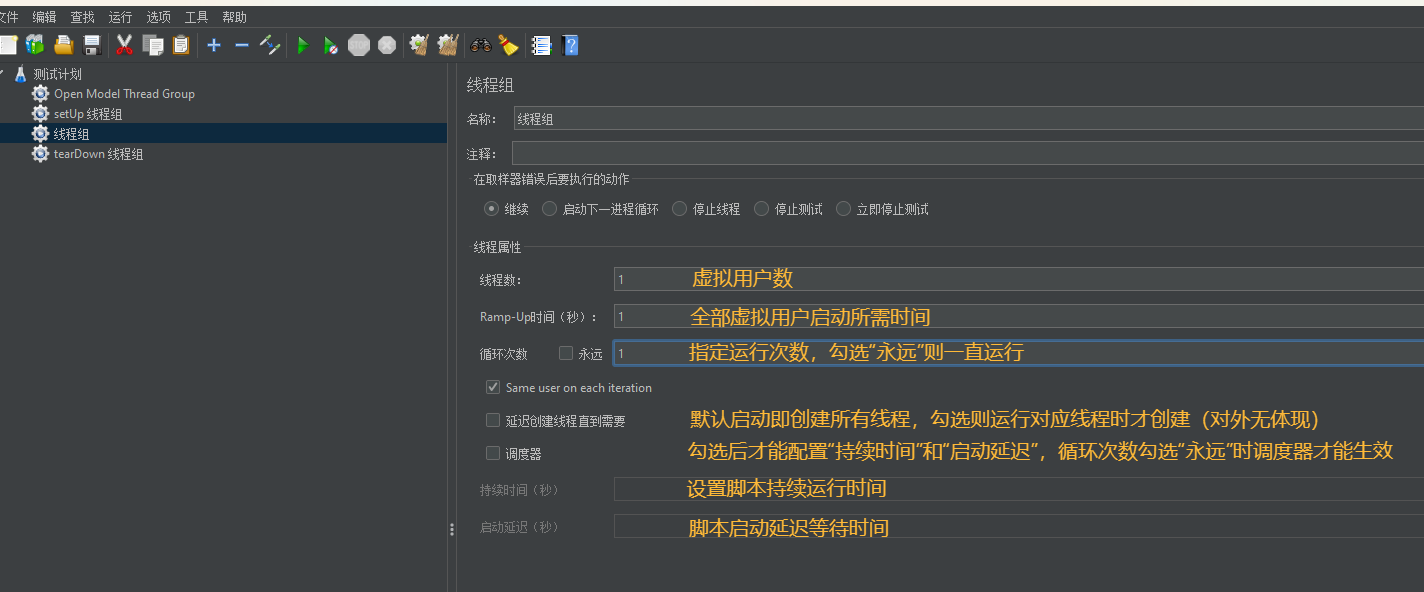 文件 编辑 查找 运行 选项 工具 帮助
STOP
测试计划
Open Model Thread Group
setUp 线程组
线程组
tearDown 线程组
线程组
名称： 线程组
注释：
在取样器错误后要执行的动作
继续 启动下一进程循环 停止线程 停止测试 立即停止测试
线程属性
线程数： 1 虚拟用户数
Ramp-Up时间（秒）： 1 全部虚拟用户启动所需时间
循环次数 永远 1 指定运行次数，勾选“永远”则一直运行
Same user on each iteration
延迟创建线程直到需要 默认启动即创建所有线程，勾选则运行对应线程时才创建（对外无体现）
调度器 勾选后才能配置“持续时间”和“启动延迟”，循环次数勾选“永远”时调度器才能生效
持续时间（秒） 设置脚本持续运行时间
启动延迟（秒） 脚本启动延迟等待时间